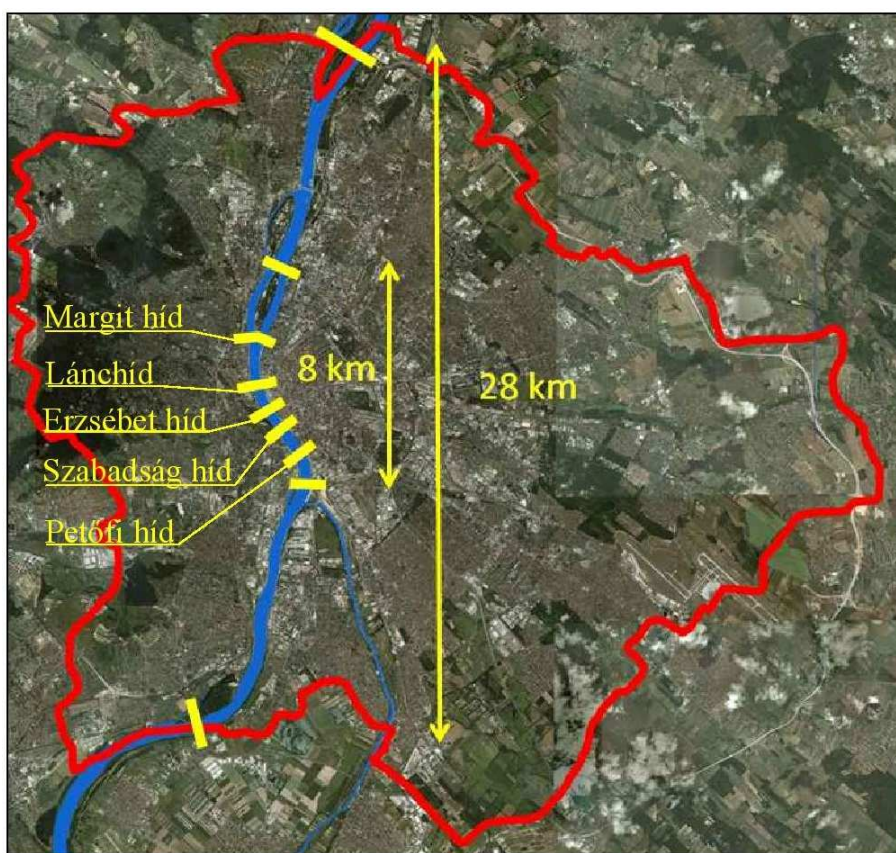 Margit híd
Lánchíd
8 km
28 km
Erzsébet híd
Szabadság híd
Petőfi híd